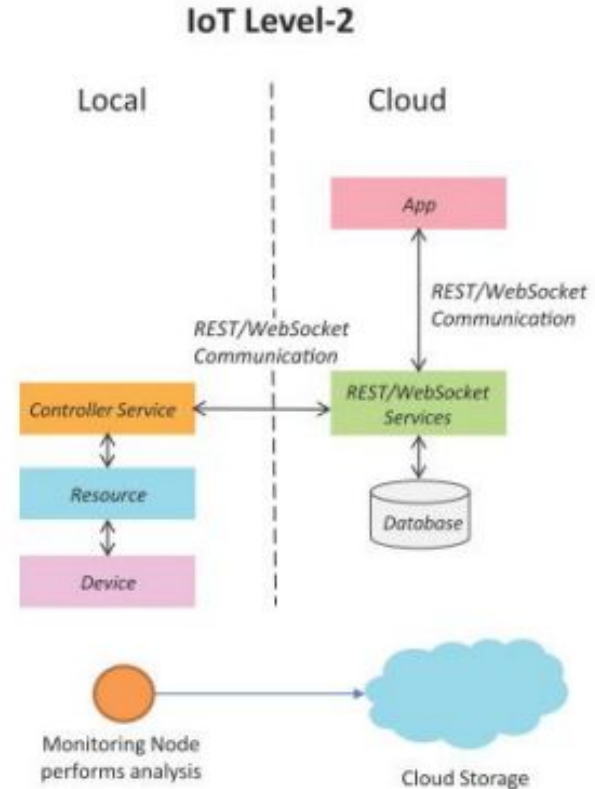 IoT Level-2
Local
Cloud
App
REST/WebSocket
Communication
REST/WebSocket
Communication
Controller Service
REST/WebSocket
Services
Resource
Database
Device
Monitoring Node
performs analysis
Cloud Storage